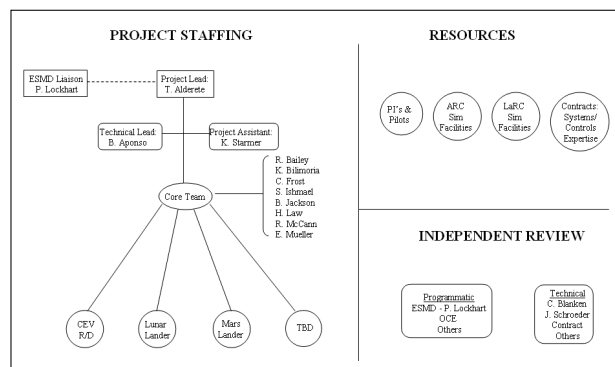 PROJECT STAFFING
ESMD Liaison
P. Lockhart
Project Lead:
T. Alderete
Technical Lead:
B. Aponso
Project Assistant:
K. Starmer
Core Team
R. Bailey
K. Bilimoria
C. Frost
S. Ishmael
B. Jackson
H. Law
R. McCann
E. Mueller
CEV
R/D
Lunar
Lander
Mars
Lander
TBD
RESOURCES
PI's &
Pilots
ARC
Sim
Facilities
LaRC
Sim
Facilities
Contracts:
Systems/
Controls
Expertise
INDEPENDENT REVIEW
Programmatic
ESMD - P. Lockhart
OCE
Others
Technical
C. Blanken
J. Schroeder
Contract
Others